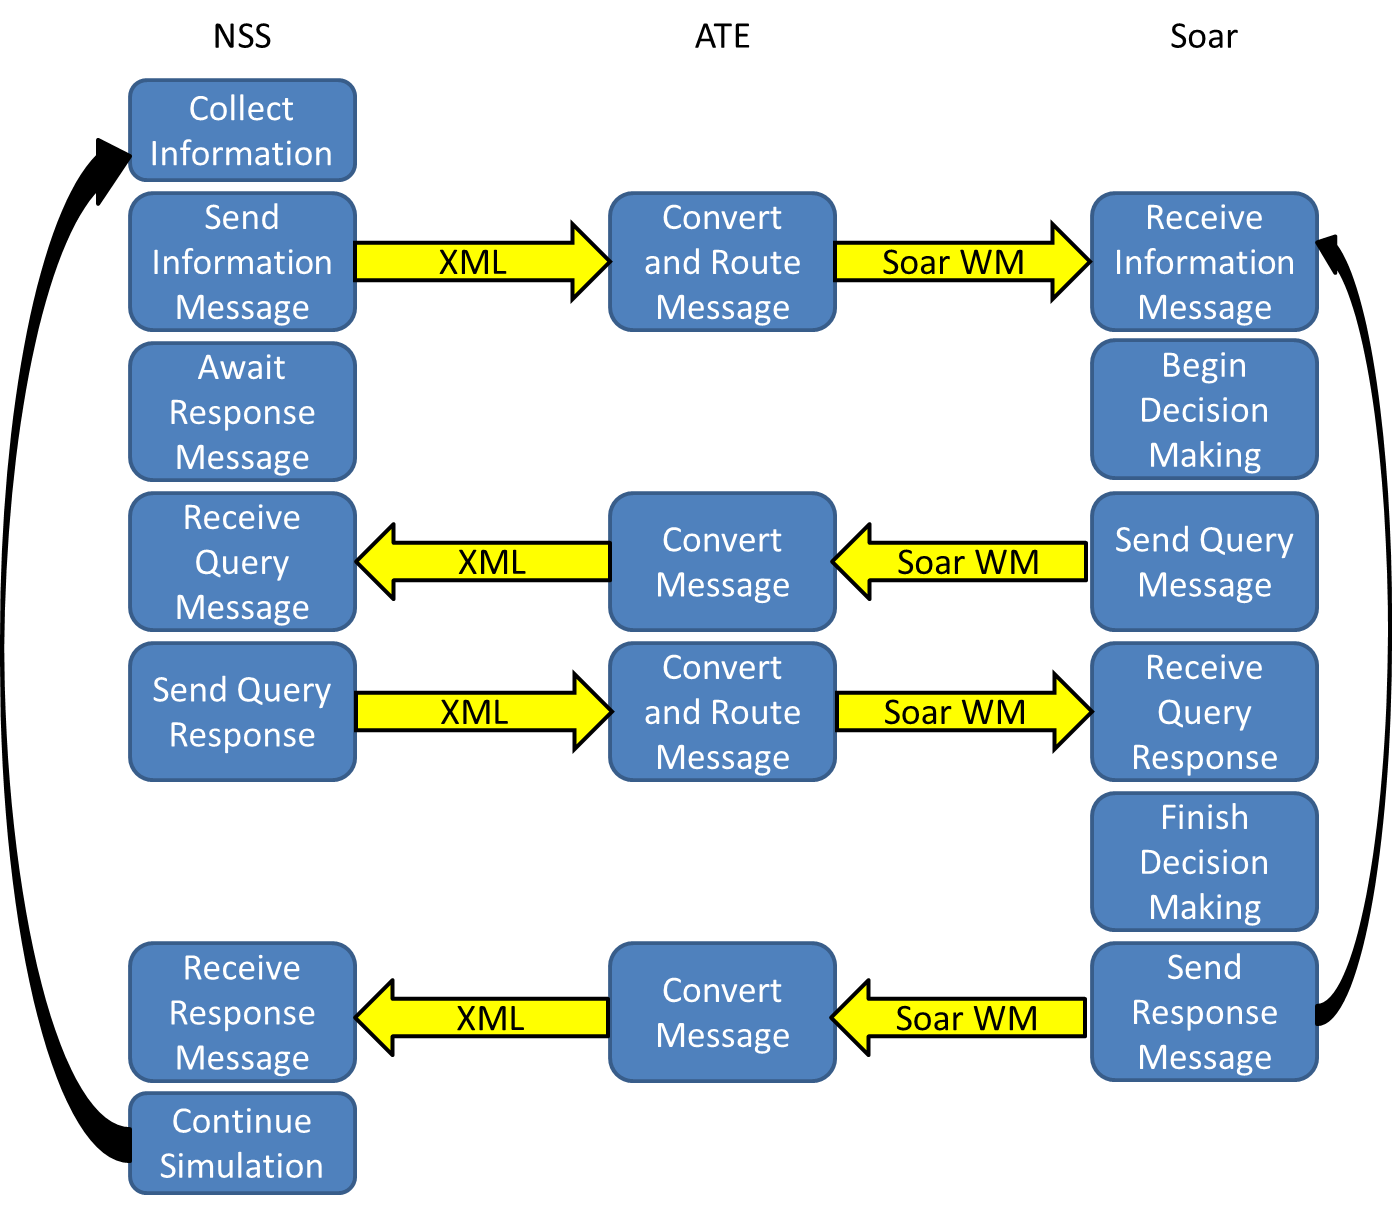 NSS
ATE
Soar
Collect
Information
Send
Information
Message
XML
Convert
and Route
Message
Soar WM
Receive
Information
Message
Await
Response
Message
Begin
Decision
Making
Receive
Query
Message
XML
Convert
Message
Soar WM
Send Query
Message
Send Query
Response
XML
Convert
and Route
Message
Soar WM
Receive
Query
Response
Finish
Decision
Making
Receive
Response
Message
XML
Convert
Message
Soar WM
Send
Response
Message
Continue
Simulation